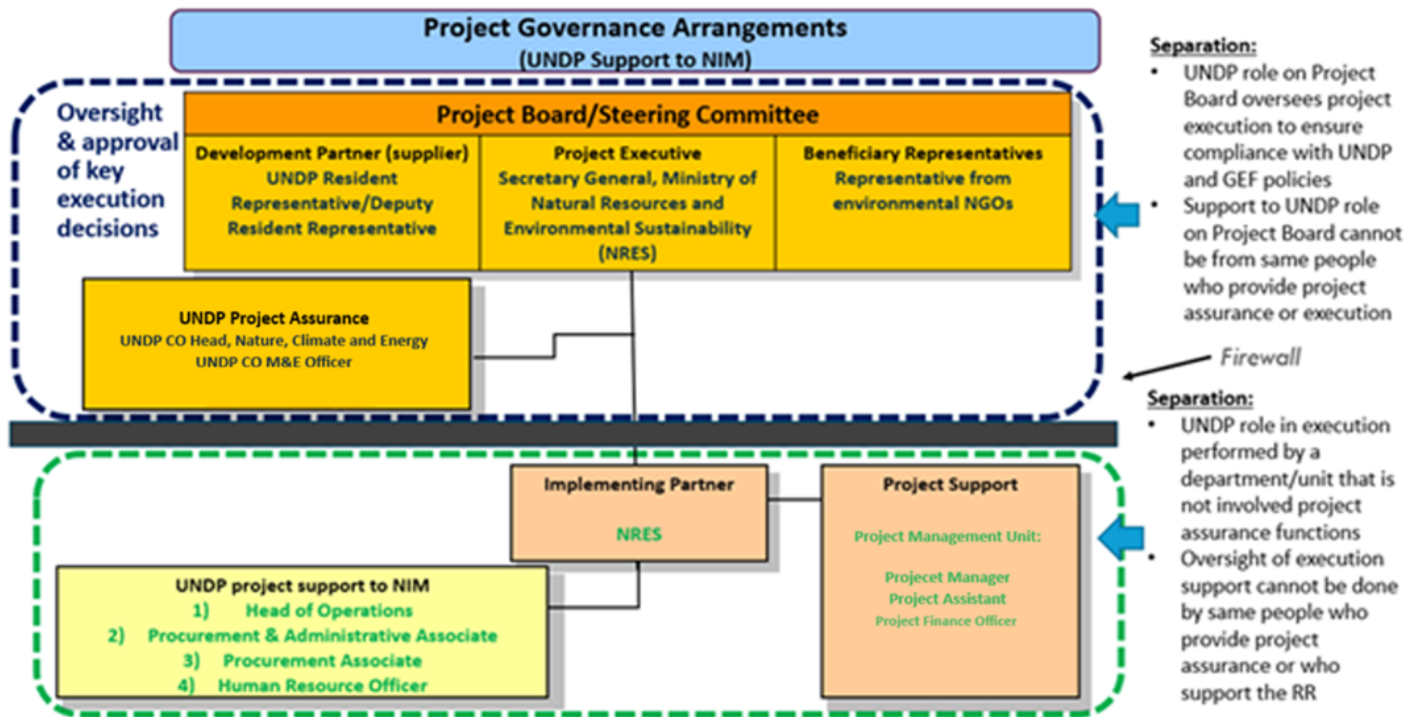 Project Governance Arrangements
(UNDP Support to NIM)
Oversight
& approval
of key
execution
decisions
Project Board/Steering Committee
Development Partner (supplier)
UNDP Resident
Representative/Deputy
Resident Representative
Project Executive
Secretary General, Ministry of
Natural Resources and
Environmental Sustainability
(NRES)
Beneficiary Representatives
Representative from
environmental NGOs
UNDP Project Assurance
UNDP CO Head, Nature, Climate and Energy
UNDP CO M&E Officer
Separation:
• UNDP role on Project
Board oversees project
execution to ensure
compliance with UNDP
and GEF policies
• Support to UNDP role
on Project Board cannot
be from same people
who provide project
assurance or execution
Firewall
Implementing Partner
NRES
Project Support
Project Management Unit:
Projecet Manager
Project Assistant
Project Finance Officer
UNDP project support to NIM
1) Head of Operations
2) Procurement & Administrative Associate
3) Procurement Associate
4) Human Resource Officer
Separation:
• UNDP role in execution
performed by a
department/unit that is
not involved project
assurance functions
• Oversight of execution
support cannot be done
by same people who
provide project
assurance or who
support the RR